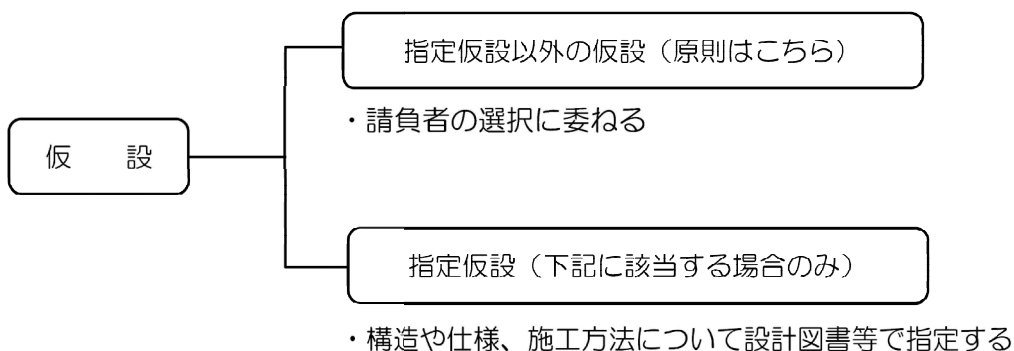 指定仮設以外の仮設（原則はこちら）
・請負者の選択に委ねる
仮　　設
指定仮設（下記に該当する場合のみ）
・構造や仕様、施工方法について設計図書等で指定する